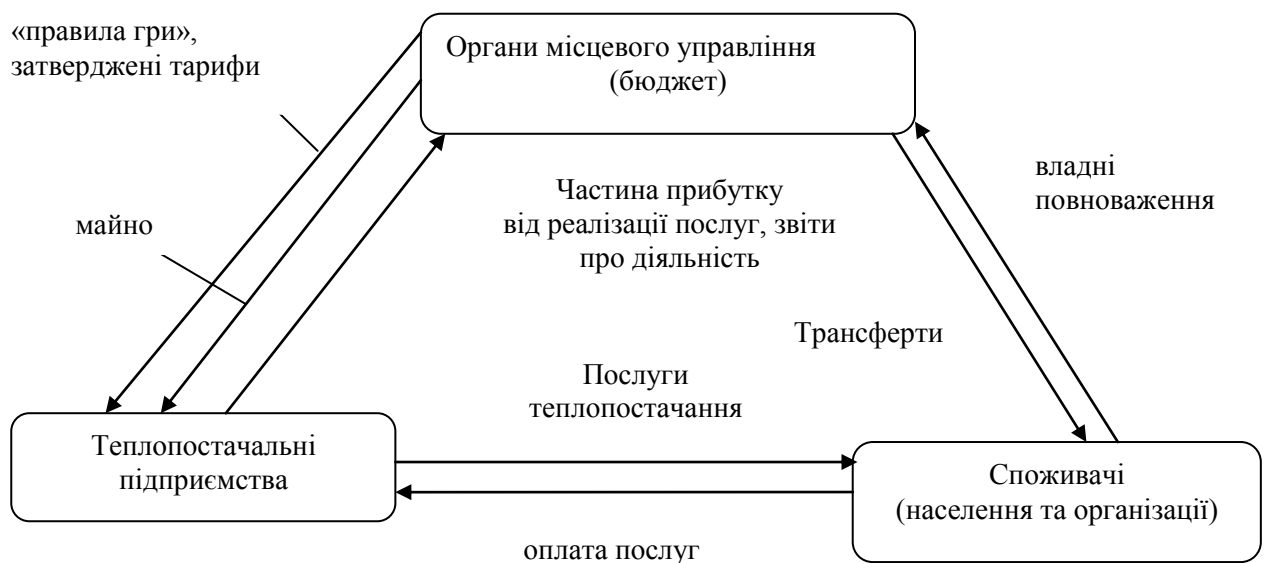 «правила гри»,
затверджені тарифи
Органи місцевого управління
(бюджет)
владні
повноваження
Частина прибутку
від реалізації послуг, звіти
про діяльність
майно
Трансферти
Послуги
теплопостачання
Теплопостачальні
підприємства
Споживачі
(населення та організації)
оплата послуг